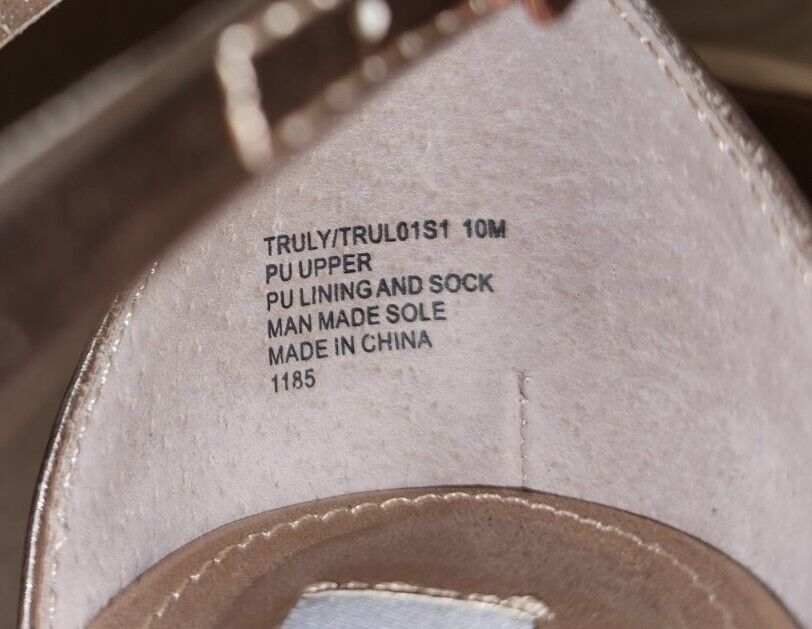 TRULY/TRUL01S1 10M
PU UPPER
PU LINING AND SOCK
MAN MADE SOLE
MADE IN CHINA
1185